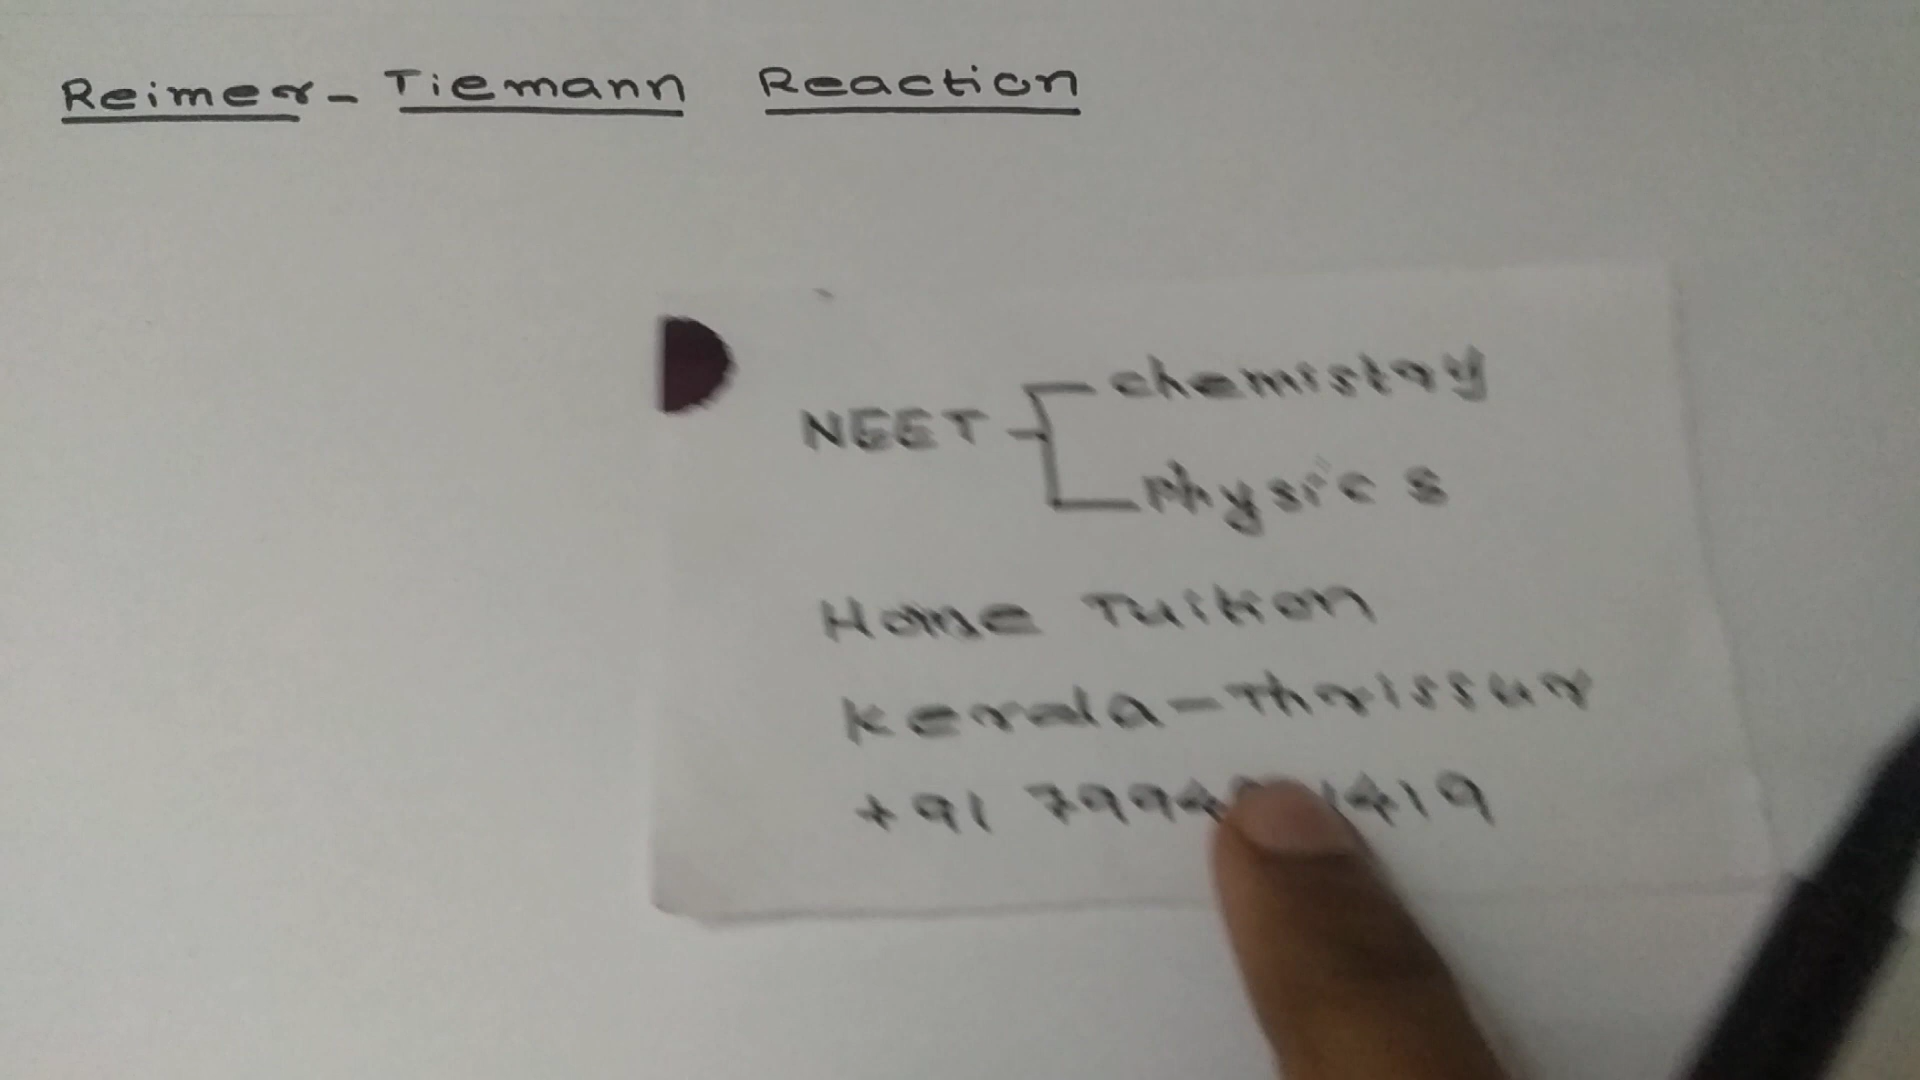 Reimer - Tiemann Reaction
NEET
chemistry
physics
Home Tuition
Kerala - Thrissur
+91